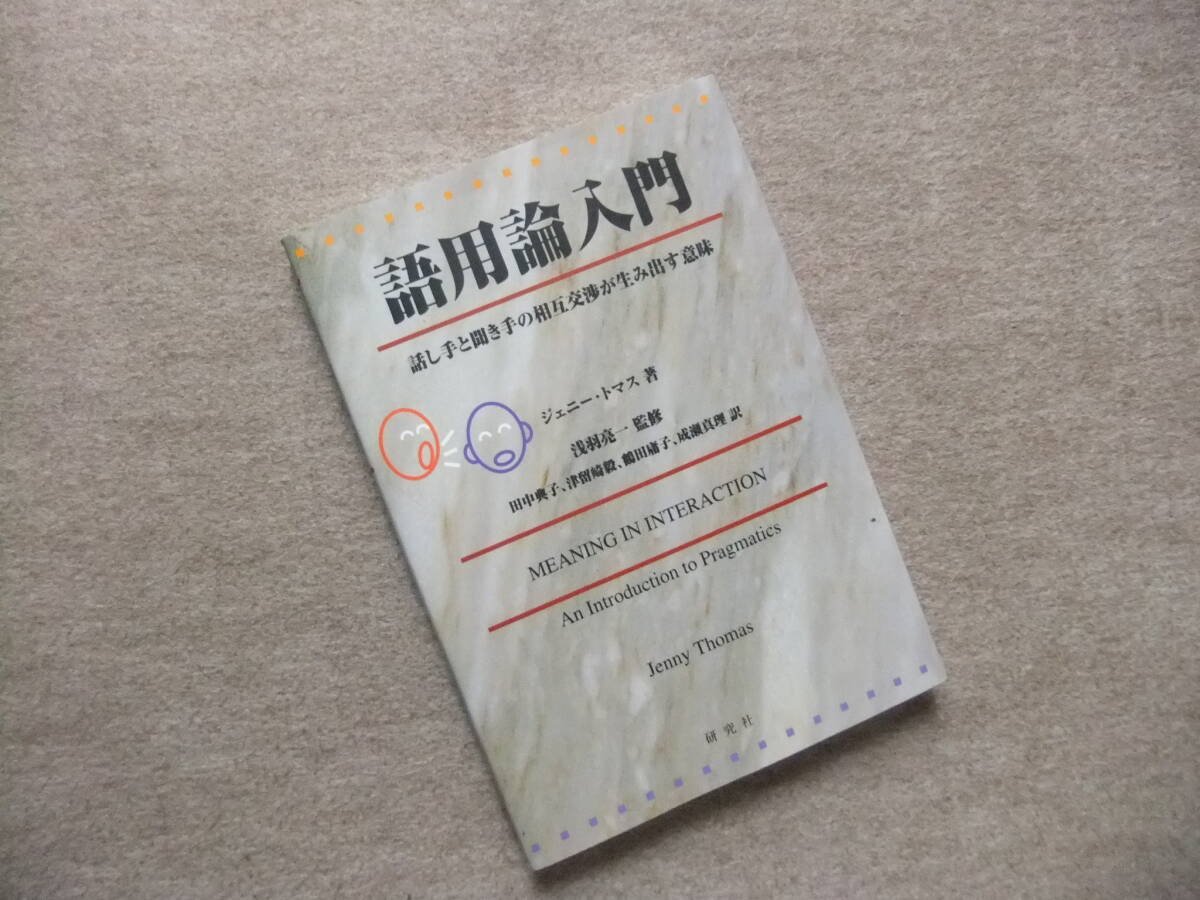 語用論入門
話し手と聞き手の相互交渉が生み出す意味
ジェニー・トマス 著
浅羽亮一 監修
田中典子、津留﨑毅、鶴田庸子、成瀬真理 訳
MEANING IN INTERACTION
An Introduction to Pragmatics
Jenny Thomas
研究社